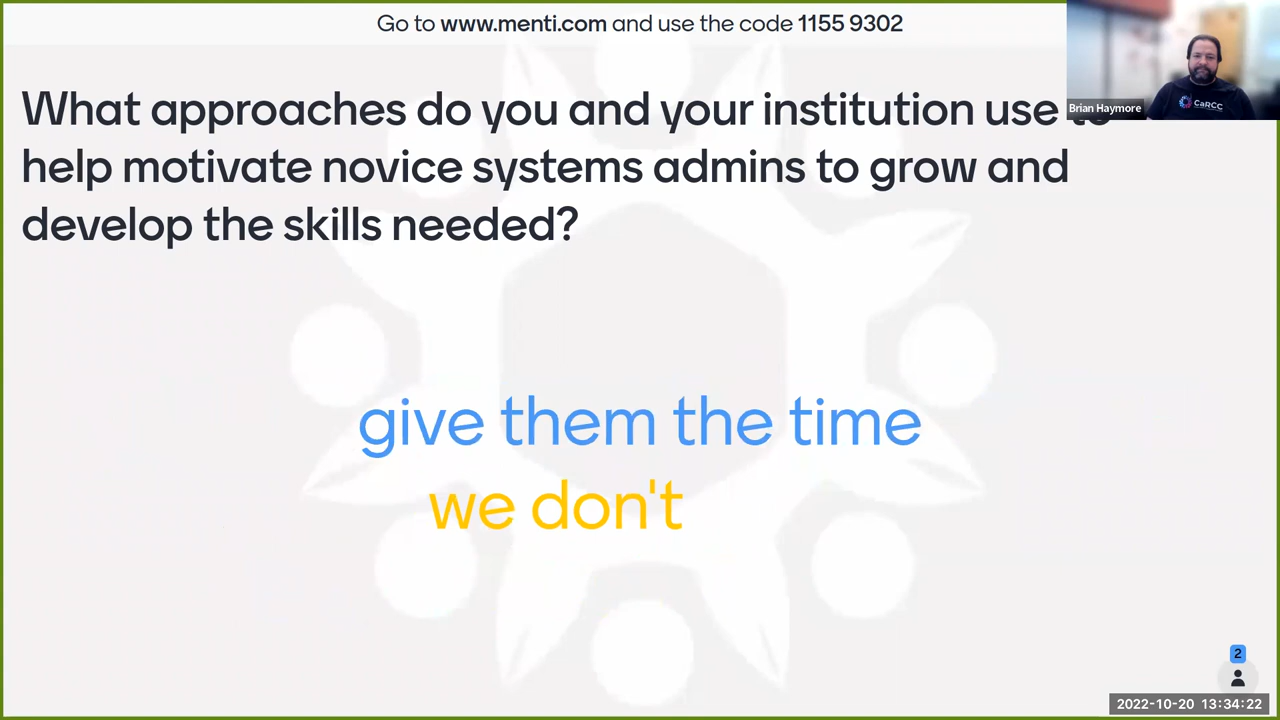 Go to www.menti.com and use the code 1155 9302
What approaches do you and your institution use to
help motivate novice systems admins to grow and
develop the skills needed?
Brian Haymore
CaRCC
give them the time
we don't
2
2022-10-20 13:34:22